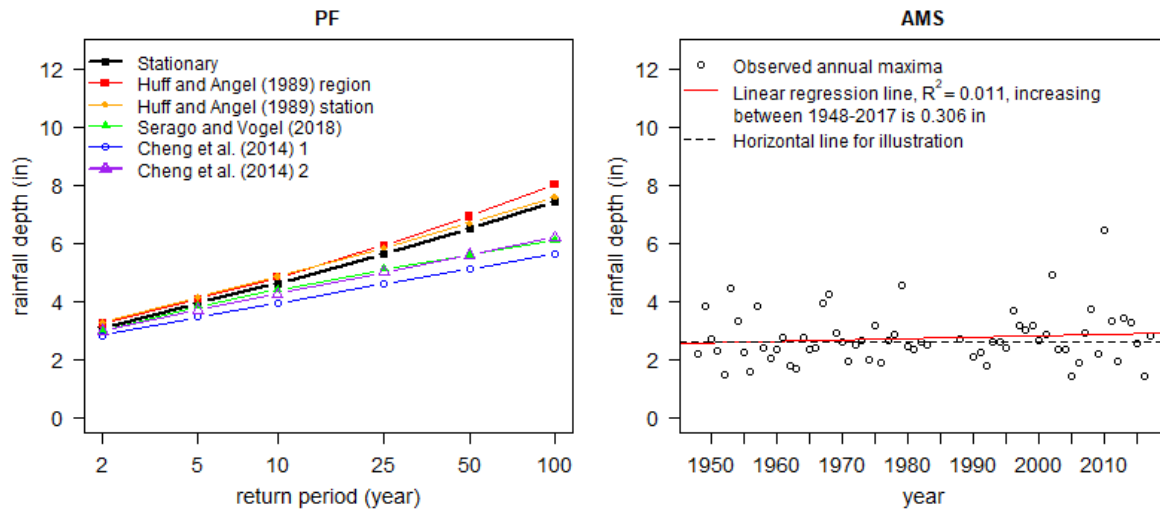 PF
Stationary
Huff and Angel (1989) region
Huff and Angel (1989) station
Serago and Vogel (2018)
Cheng et al. (2014) 1
Cheng et al. (2014) 2
rainfall depth (in)
12
10
8
6
4
2
0
2 5 10 25 50 100
return period (year)
AMS
Observed annual maxima
Linear regression line, R² = 0.011, increasing
between 1948-2017 is 0.306 in
Horizontal line for illustration
rainfall depth (in)
12
10
8
6
4
2
0
1950 1960 1970 1980 1990 2000 2010
year